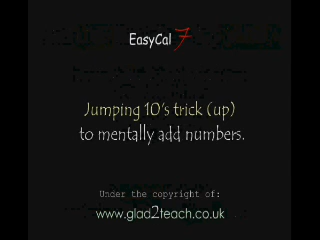 EasyCal 7
Jumping 10's trick (up)
to mentally add numbers.
Under the copyright of:
www.glad2teach.co.uk